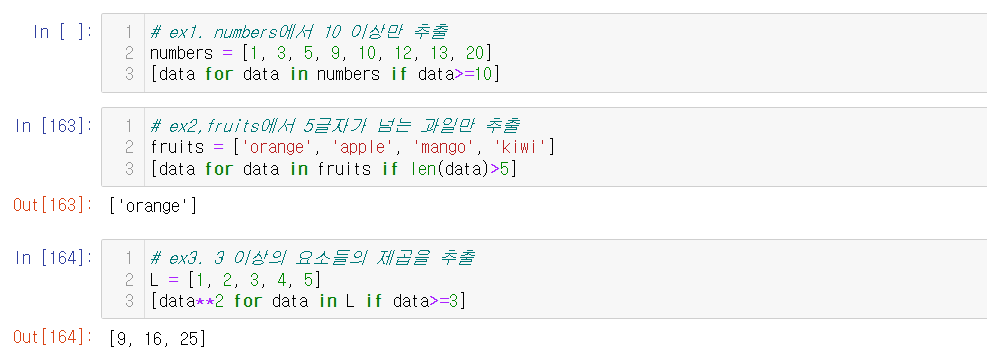 In [ ]: 1 # ex1. numbers에서 10 이상만 추출
2 numbers = [1, 3, 5, 9, 10, 12, 13, 20]
3 [data for data in numbers if data>=10]
In [163]: 1 # ex2,fruits에서 5글자가 넘는 과일만 추출
2 fruits = ['orange', 'apple', 'mango', 'kiwi']
3 [data for data in fruits if len(data)>5]
Out[163]: ['orange']
In [164]: 1 # ex3. 3 이상의 요소들의 제곱을 추출
2 L = [1, 2, 3, 4, 5]
3 [data**2 for data in L if data>=3]
Out[164]: [9, 16, 25]